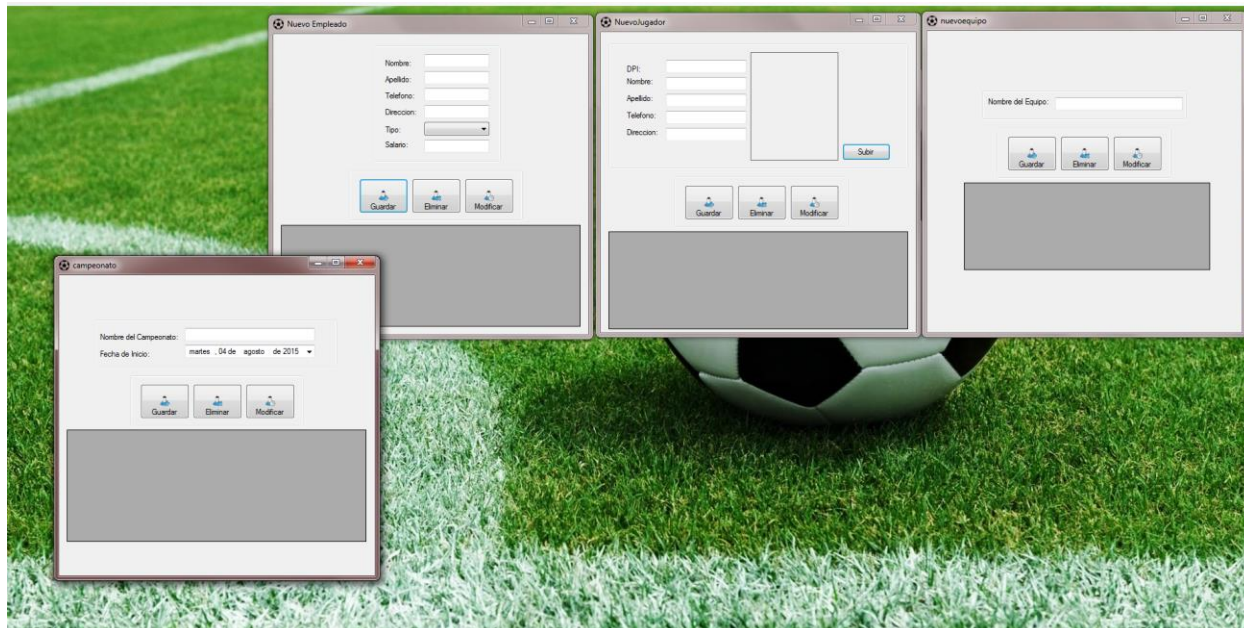 Nuevo Empleado
Nombre:
Apellido:
Telefono:
Direccion:
Tipo:
Salario:
Guardar Eliminar Modificar
NuevoJugador
DPI:
Nombre:
Apellido:
Telefono:
Direccion:
Subir
Guardar Eliminar Modificar
nuevoequipo
Nombre del Equipo:
Guardar Eliminar Modificar
campeonato
Nombre del Campeonato:
Fecha de Inicio: martes , 04 de agosto de 2015
Guardar Eliminar Modificar